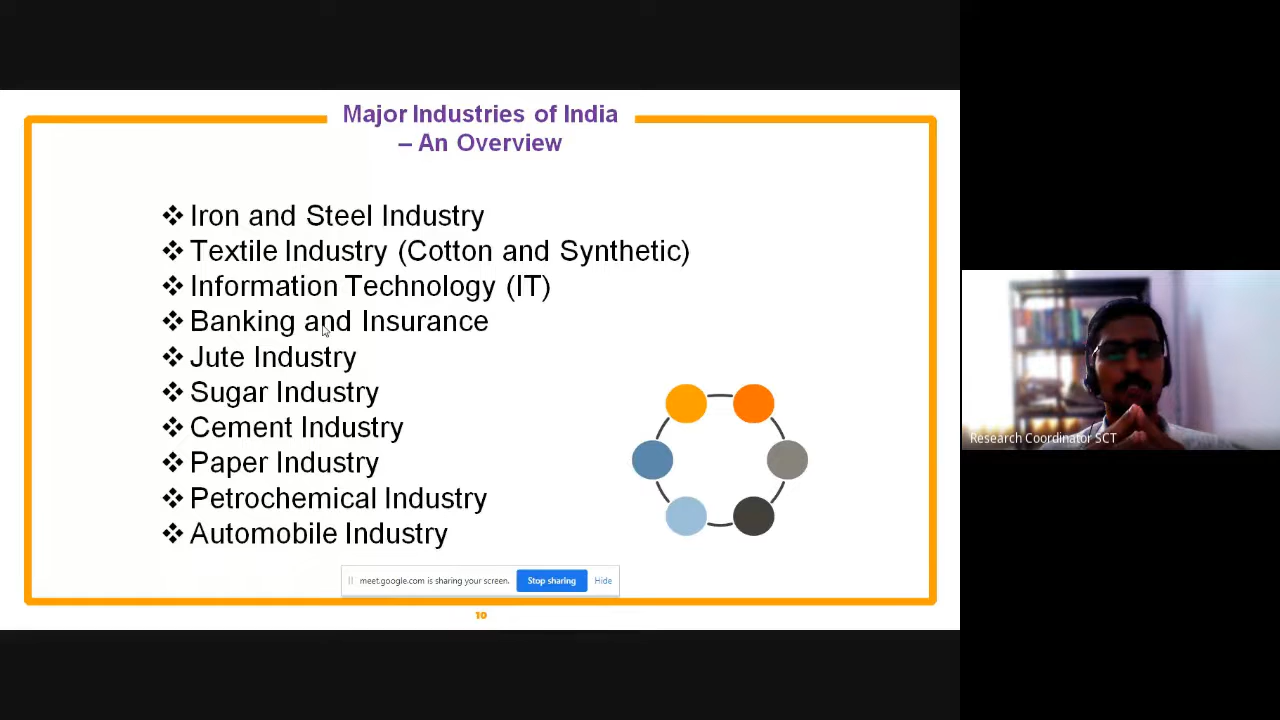 Major Industries of India
– An Overview
❖ Iron and Steel Industry
❖ Textile Industry (Cotton and Synthetic)
❖ Information Technology (IT)
❖ Banking and Insurance
❖ Jute Industry
❖ Sugar Industry
❖ Cement Industry
❖ Paper Industry
❖ Petrochemical Industry
❖ Automobile Industry
meet.google.com is sharing your screen. Stop sharing Hide
10
Research Coordinator SCT